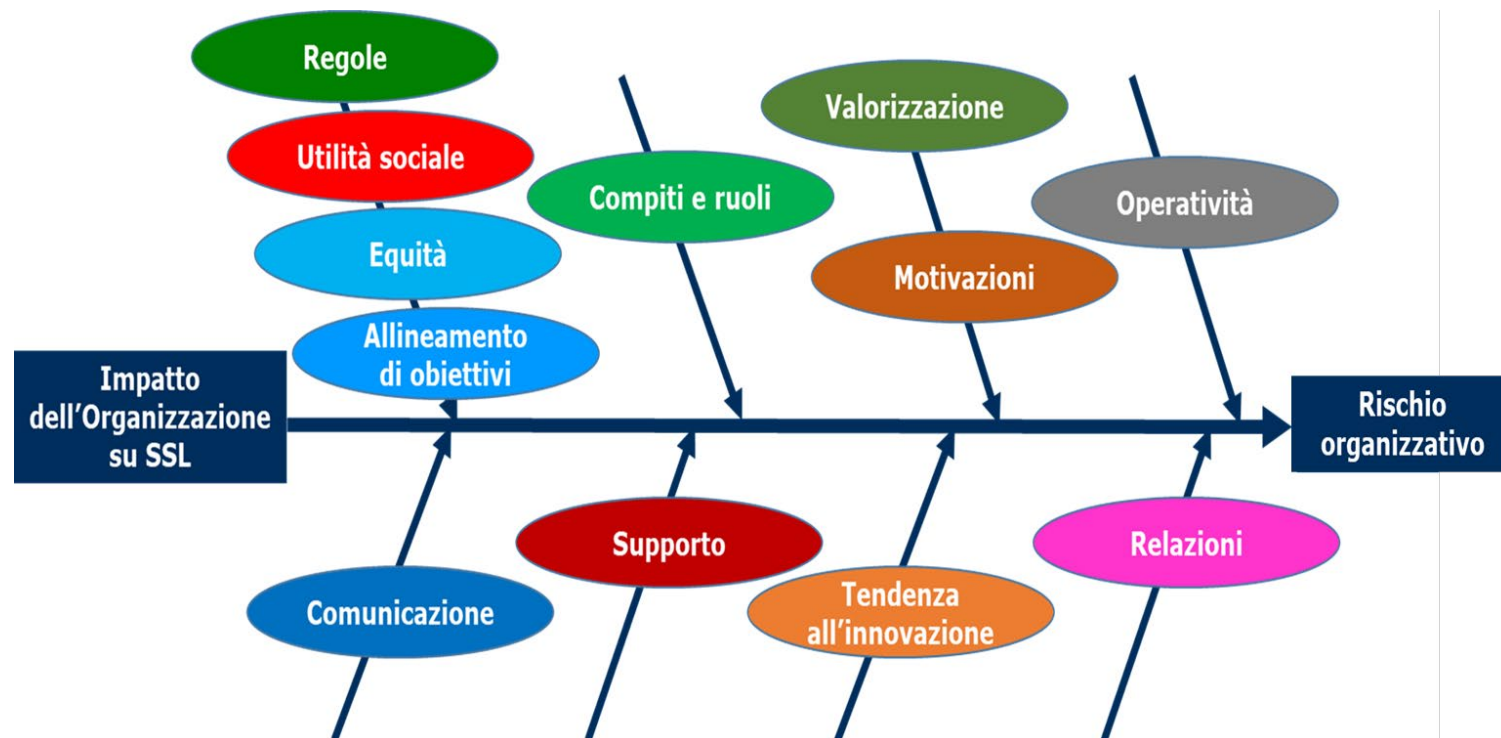 Regole
Utilità sociale
Equità
Allineamento
di obiettivi
Compiti e ruoli
Valorizzazione
Motivazioni
Operatività
Impatto
dell'Organizzazione
su SSL
Rischio
organizzativo
Comunicazione
Supporto
Tendenza
all'innovazione
Relazioni